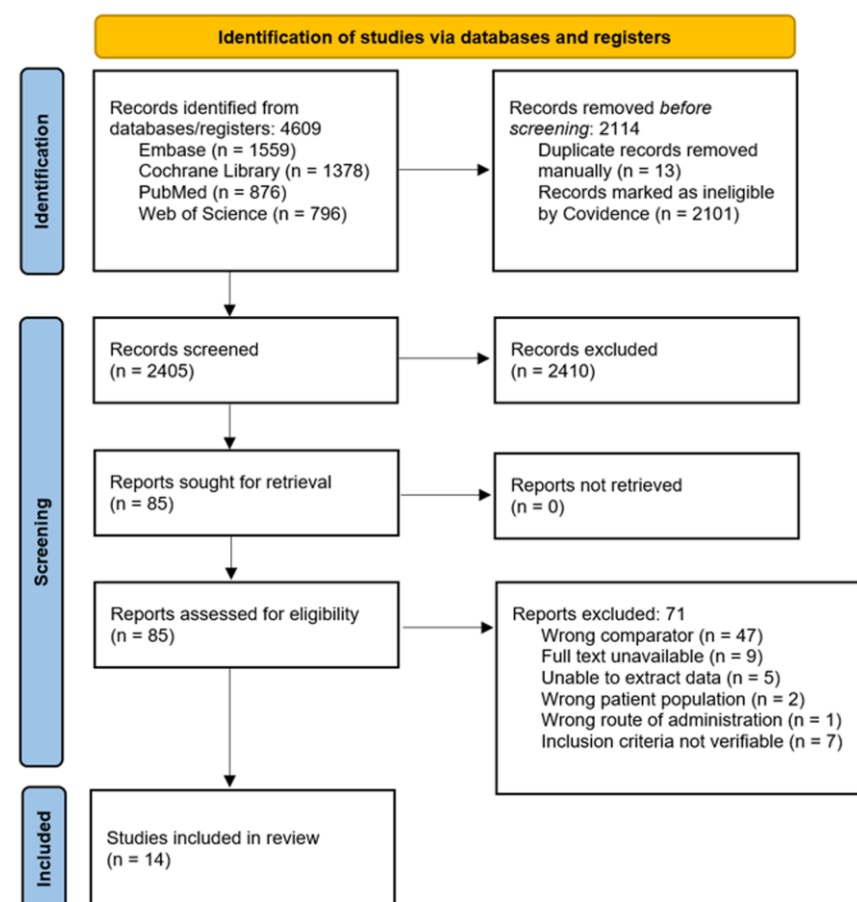 Identification of studies via databases and registers
Identification
Records identified from
databases/registers: 4609
Embase (n = 1559)
Cochrane Library (n = 1378)
PubMed (n = 876)
Web of Science (n = 796)
Records removed before
screening: 2114
Duplicate records removed
manually (n = 13)
Records marked as ineligible
by Covidence (n = 2101)
Screening
Records screened
(n = 2405)
Records excluded
(n = 2410)
Reports sought for retrieval
(n = 85)
Reports not retrieved
(n = 0)
Reports assessed for eligibility
(n = 85)
Reports excluded: 71
Wrong comparator (n = 47)
Full text unavailable (n = 9)
Unable to extract data (n = 5)
Wrong patient population (n = 2)
Wrong route of administration (n = 1)
Inclusion criteria not verifiable (n = 7)
Included
Studies included in review
(n = 14)